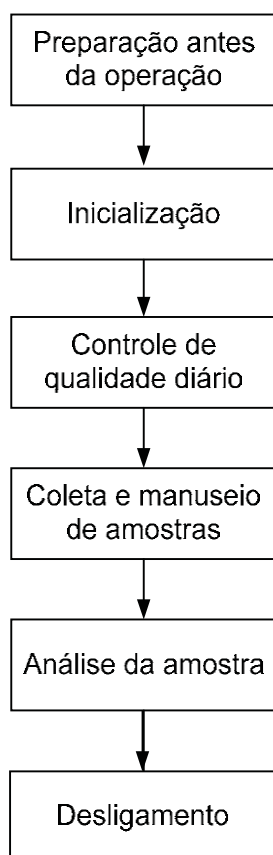 Preparação antes
da operação
Inicialização
Controle de
qualidade diário
Coleta e manuseio
de amostras
Análise da amostra
Desligamento